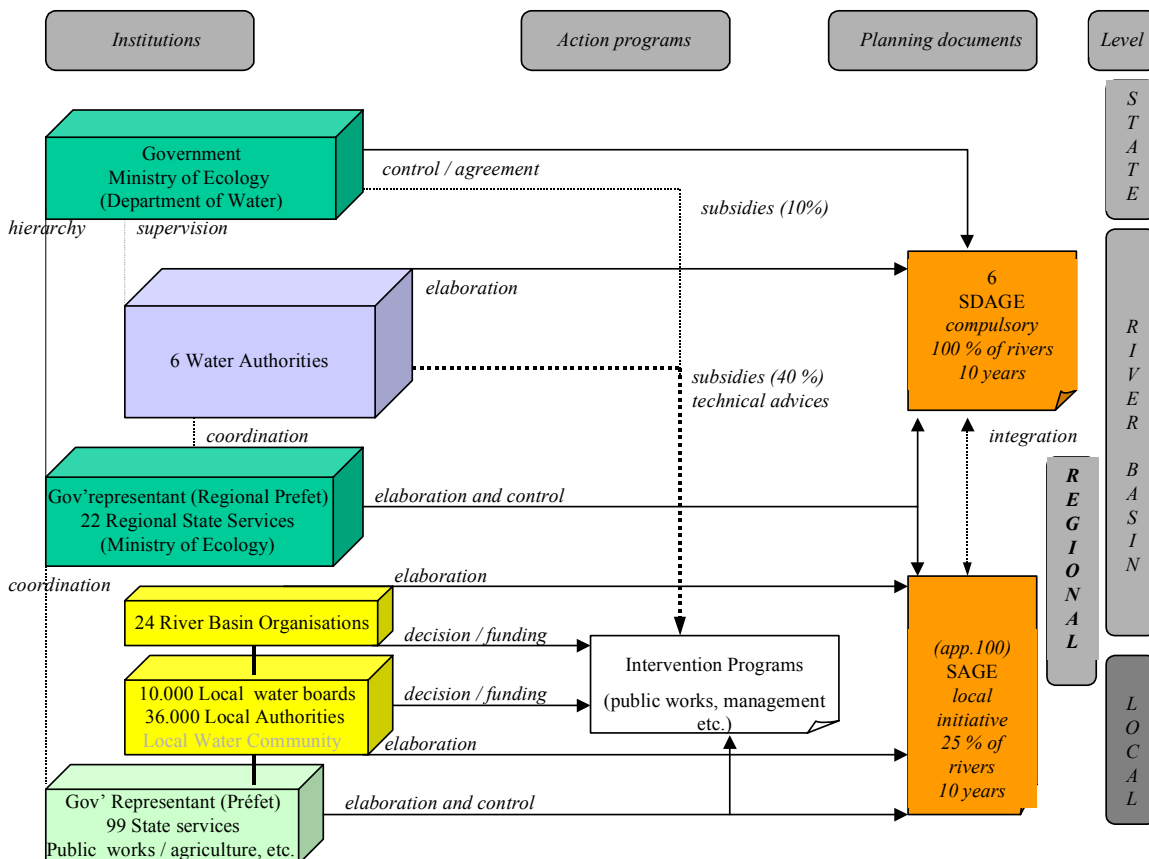 Institutions
Action programs
Planning documents
Level
STATE
Government
Ministry of Ecology
(Department of Water)
control / agreement
subsidies (10%)
hierarchy
supervision
RIVER BASIN
6
SDAGE
compulsory
100 % of rivers
10 years
elaboration
6 Water Authorities
subsidies (40 %)
technical advices
coordination
integration
REGIONAL
Gov'representant (Regional Prefet)
22 Regional State Services
(Ministry of Ecology)
elaboration and control
coordination
elaboration
24 River Basin Organisations
decision / funding
Intervention Programs
(public works, management
etc.)
(app.100)
SAGE
local
initiative
25 % of
rivers
10 years
LOCAL
10.000 Local water boards
36.000 Local Authorities
Local Water Community
decision / funding
elaboration
Gov' Representant (Préfet)
99 State services
Public works / agriculture, etc.
elaboration and control